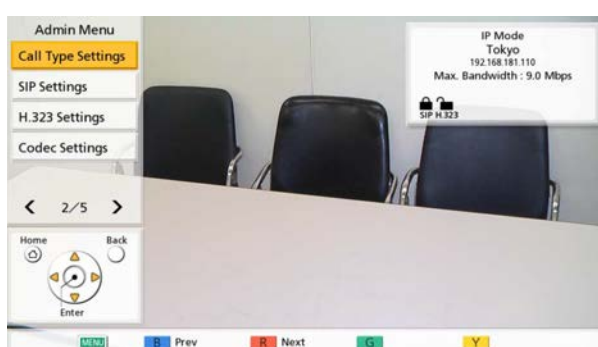 Admin Menu
Call Type Settings
SIP Settings
H.323 Settings
Codec Settings
2/5
Home
Back
Enter
IP Mode
Tokyo
192.168.181.110
Max. Bandwidth : 9.0 Mbps
SIP H.323
MENU B Prev R Next G Y